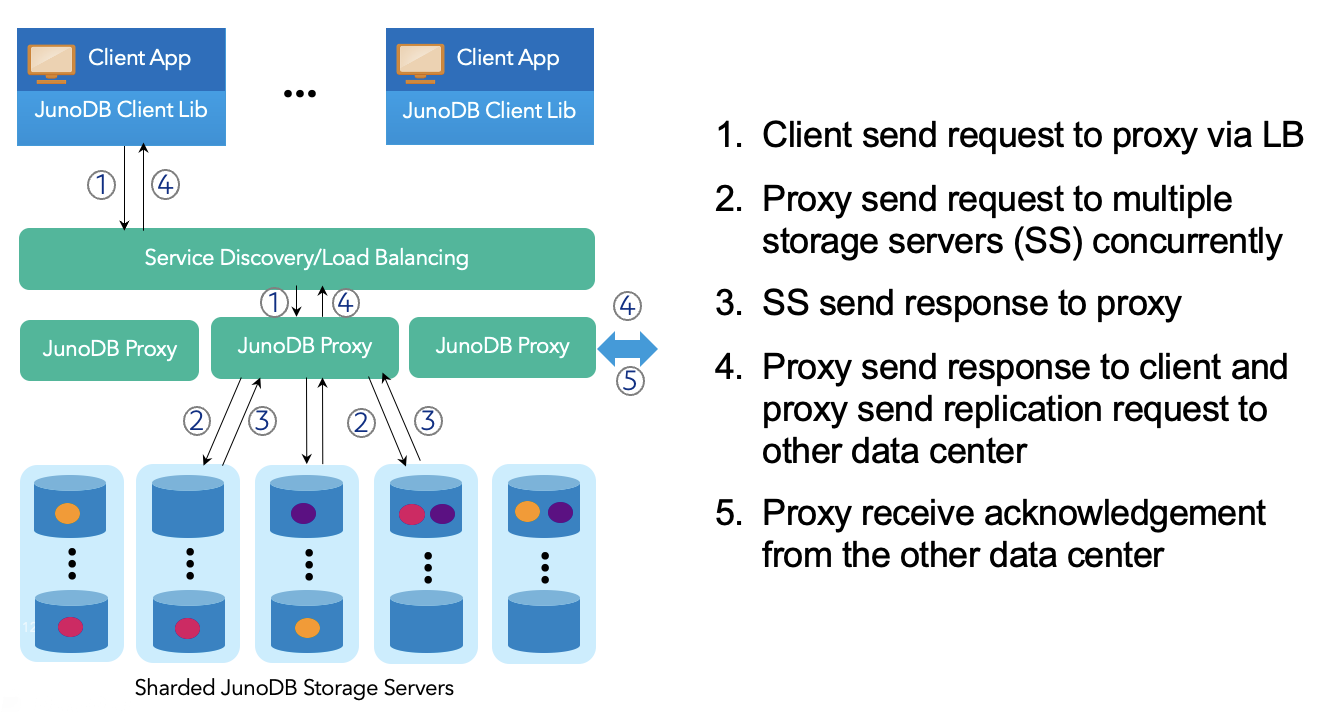 Client App
JunoDB Client Lib
...
Client App
JunoDB Client Lib
① ④
Service Discovery/Load Balancing
① ④
④
JunoDB Proxy
JunoDB Proxy
JunoDB Proxy
⑤
② ③ ② ③
Sharded JunoDB Storage Servers
12
1. Client send request to proxy via LB
2. Proxy send request to multiple
storage servers (SS) concurrently
3. SS send response to proxy
4. Proxy send response to client and
proxy send replication request to
other data center
5. Proxy receive acknowledgement
from the other data center